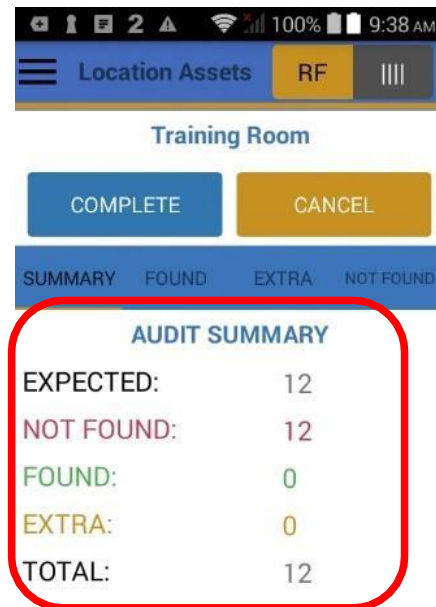 2 100% 9:38 AM
Location Assets RF
Training Room
COMPLETE CANCEL
SUMMARY FOUND EXTRA NOT FOUND
AUDIT SUMMARY
EXPECTED: 12
NOT FOUND: 12
FOUND: 0
EXTRA: 0
TOTAL: 12